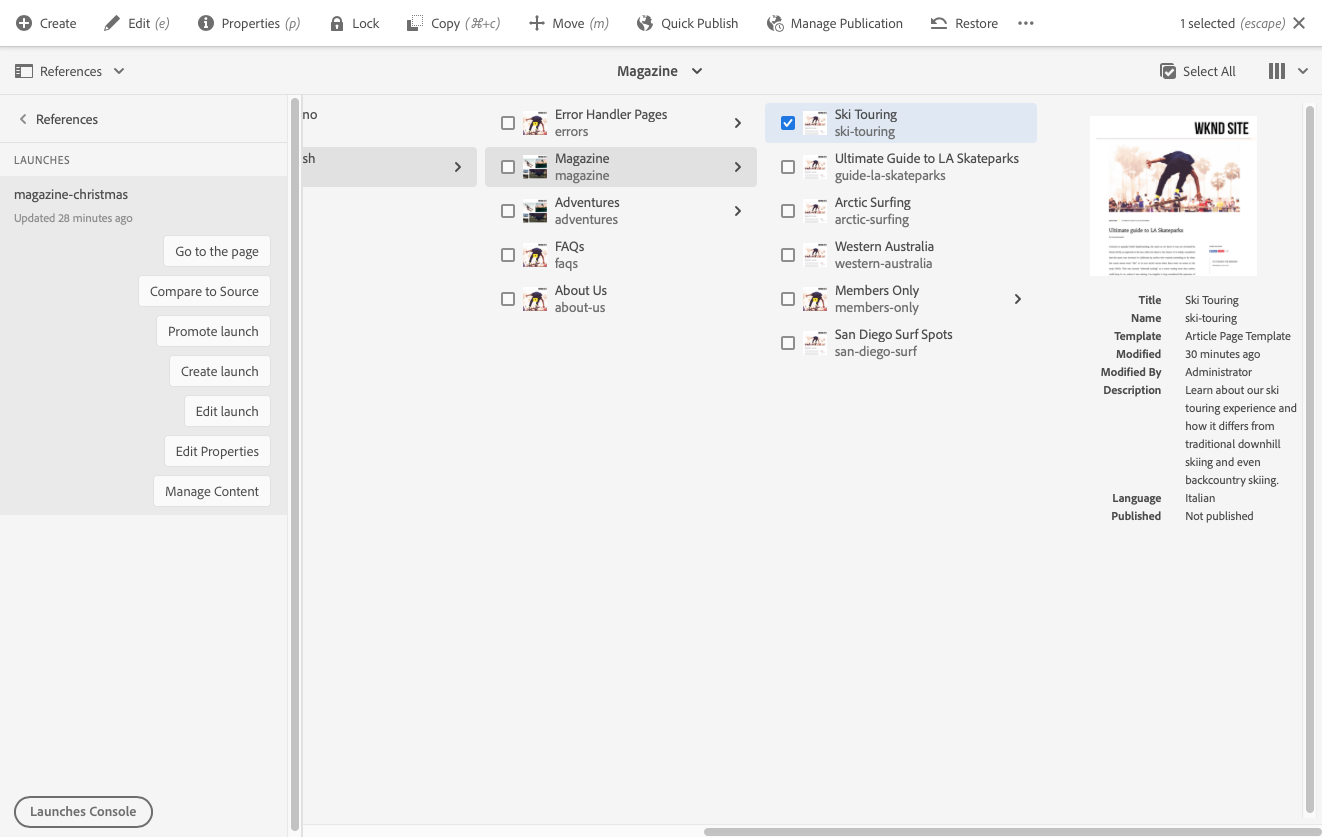 Create Edit (e) Properties (p) Lock Copy (⌘+c) Move (m) Quick Publish Manage Publication Restore 1 selected (escape)
References Magazine Select All
References
LAUNCHES
magazine-christmas
Updated 28 minutes ago
Go to the page
Compare to Source
Promote launch
Create launch
Edit launch
Edit Properties
Manage Content
Launches Console
no
sh
Error Handler Pages
errors
Magazine
magazine
Adventures
adventures
FAQs
faqs
About Us
about-us
Ski Touring
ski-touring
Ultimate Guide to LA Skateparks
guide-la-skateparks
Arctic Surfing
arctic-surfing
Western Australia
western-australia
Members Only
members-only
San Diego Surf Spots
san-diego-surf
WKND SITE
Ultimate guide to LA Skateparks
Title Ski Touring
Name ski-touring
Template Article Page Template
Modified 30 minutes ago
Modified By Administrator
Description Learn about our ski
touring experience and
how it differs from
traditional downhill
skiing and even
backcountry skiing.
Language Italian
Published Not published